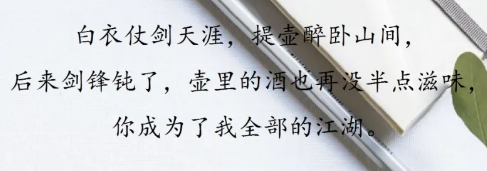 白衣仗剑天涯，提壶醉卧山间，
后来剑锋钝了，壶里的酒也再没半点滋味，
你成为了我全部的江湖。